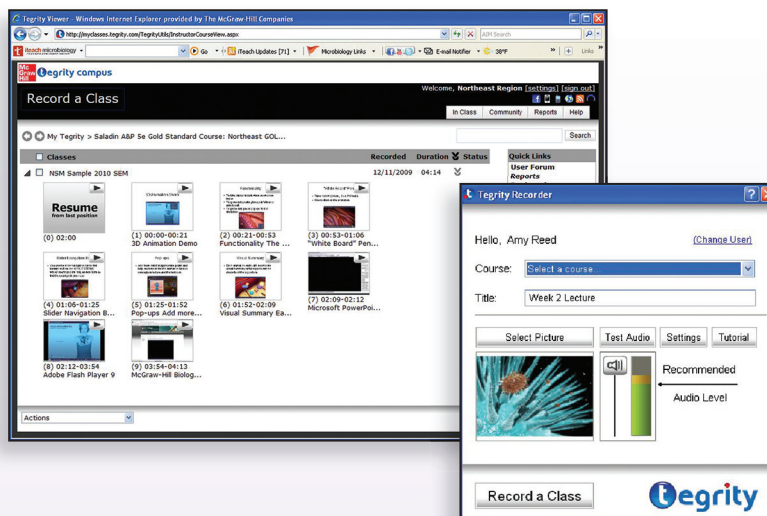 Tegrity Viewer - Windows Internet Explorer provided by The McGraw-Hill Companies
http://myclasses.tegrity.com/TegrityUtils/InstructorCourseView.aspx
AIM Search
iTeach microbiology
Go
iTeach Updates [71]
Microbiology Links
E-mail Notifier
38°F
Links
Mc Graw Hill tegrity campus
Record a Class
Welcome, Northeast Region [settings] [sign out]
In Class Community Reports Help
My Tegrity > Saladin A&P 5e Gold Standard Course: Northeast GOL...
Search
Classes Recorded Duration Status
Quick Links
User Forum
Reports
NSM Sample 2010 SEM 12/11/2009 04:14
Resume
from last position
(0) 02:00
(1) 00:00-00:21
3D Animation Demo
Functionality
(2) 00:21-00:53
Functionality The ...
(3) 00:53-01:06
"White Board" Pen...
(4) 01:06-01:25
Slider Navigation B...
Pop-ups
(5) 01:25-01:52
Pop-ups Add more...
Visual Summary
(6) 01:52-02:09
Visual Summary Ea...
(7) 02:09-02:12
Microsoft PowerPoi...
(8) 02:12-03:54
Adobe Flash Player 9
(9) 03:54-04:13
McGraw-Hill Biolog...
Actions
Tegrity Recorder
Hello, Amy Reed
(Change User)
Course: Select a course
Title: Week 2 Lecture
Select Picture Test Audio Settings Tutorial
Recommended
Audio Level
Record a Class
tegrity